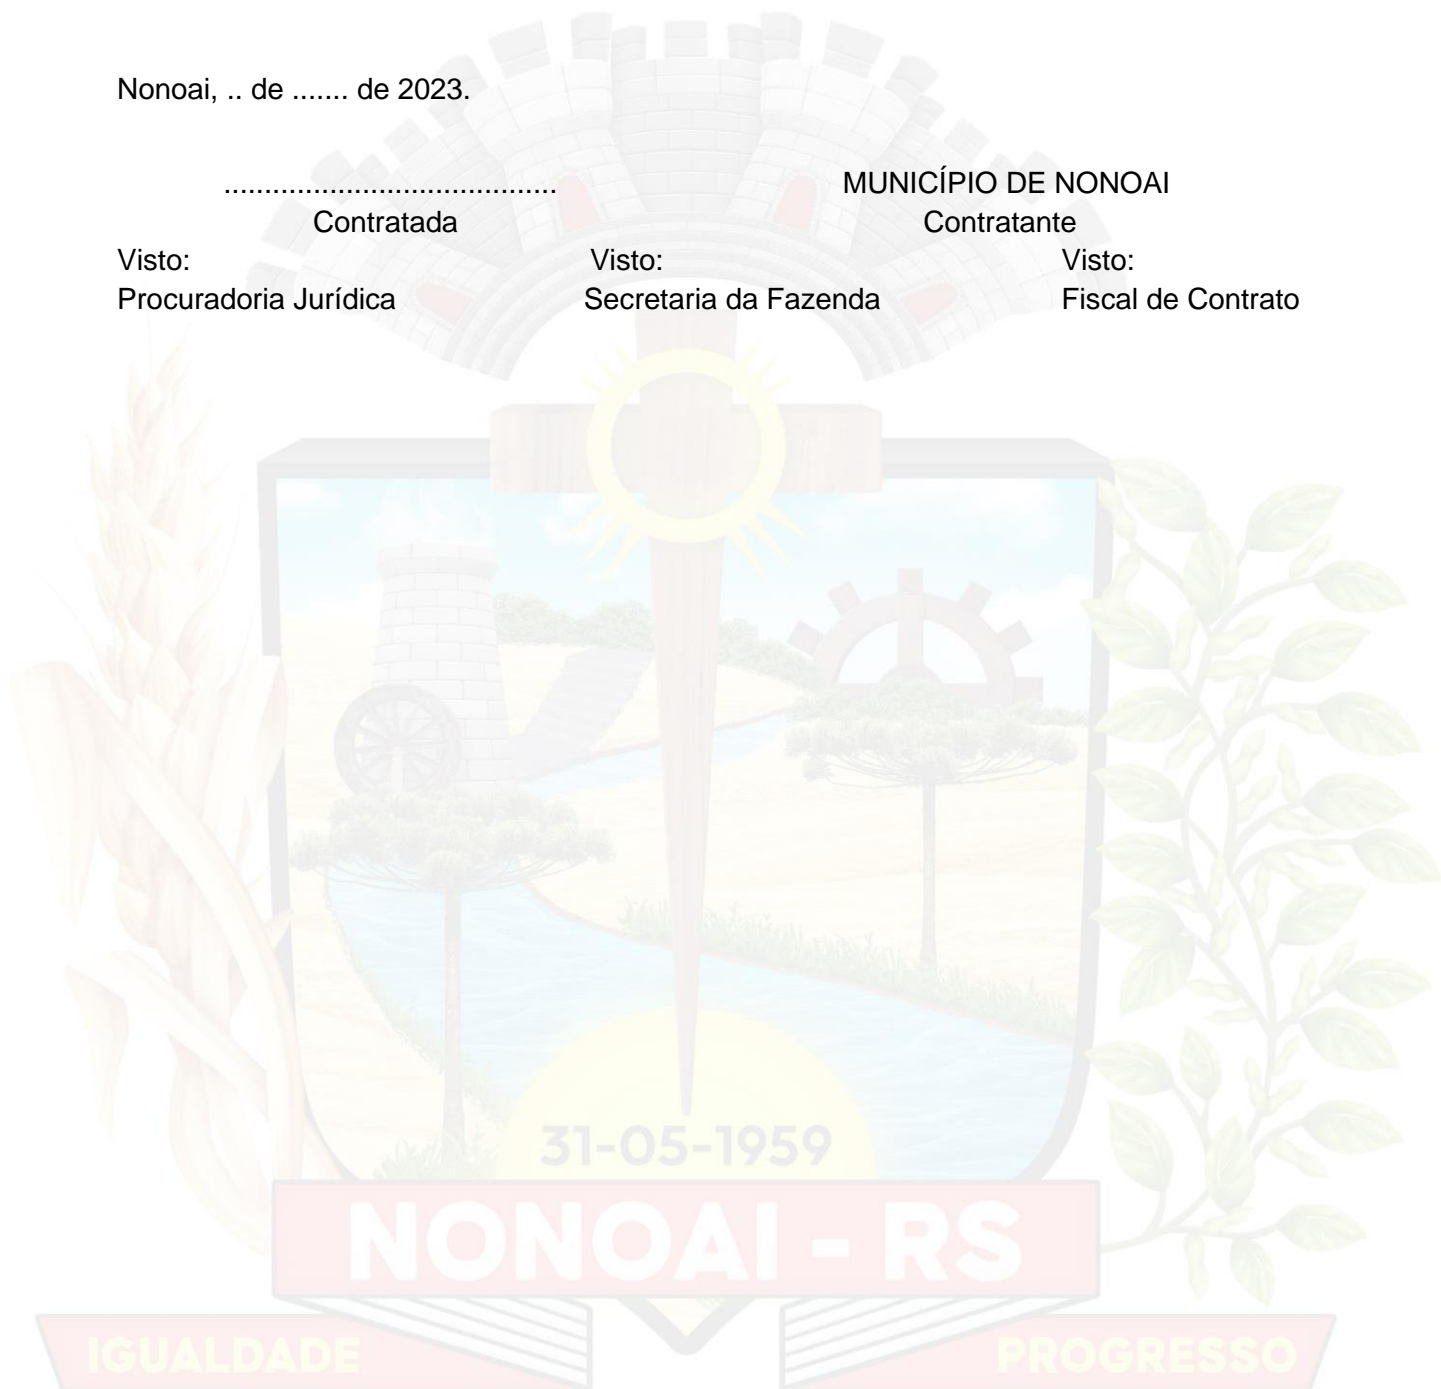 Nonoai, .. de ....... de 2023.
......................................... MUNICÍPIO DE NONOAI
Contratada Contratante
Visto: Visto: Visto:
Procuradoria Jurídica Secretaria da Fazenda Fiscal de Contrato
31-05-1959
NONOAI - RS
IGUALDADE PROGRESSO